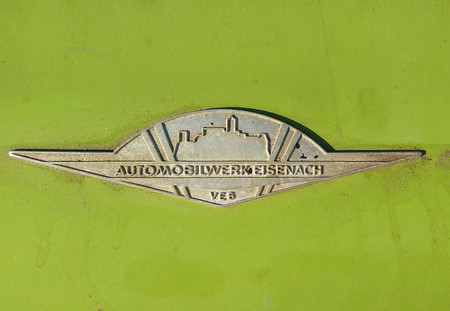 AUTOMOBILWERK EISENACH
VEB